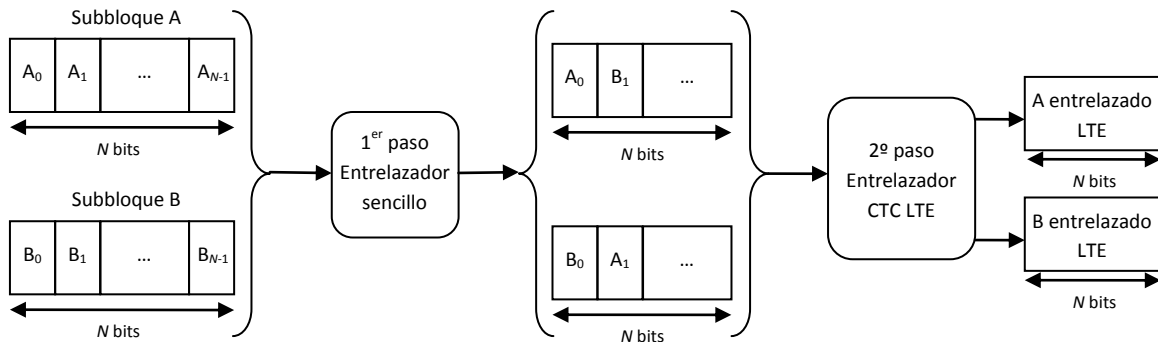 Subbloque A
A0 A1 ... AN-1
N bits
Subbloque B
B0 B1 ... BN-1
N bits
1er paso
Entrelazador
sencillo
A0 B1 ...
N bits
B0 A1 ...
N bits
2º paso
Entrelazador
CTC LTE
A entrelazado
LTE
N bits
B entrelazado
LTE
N bits